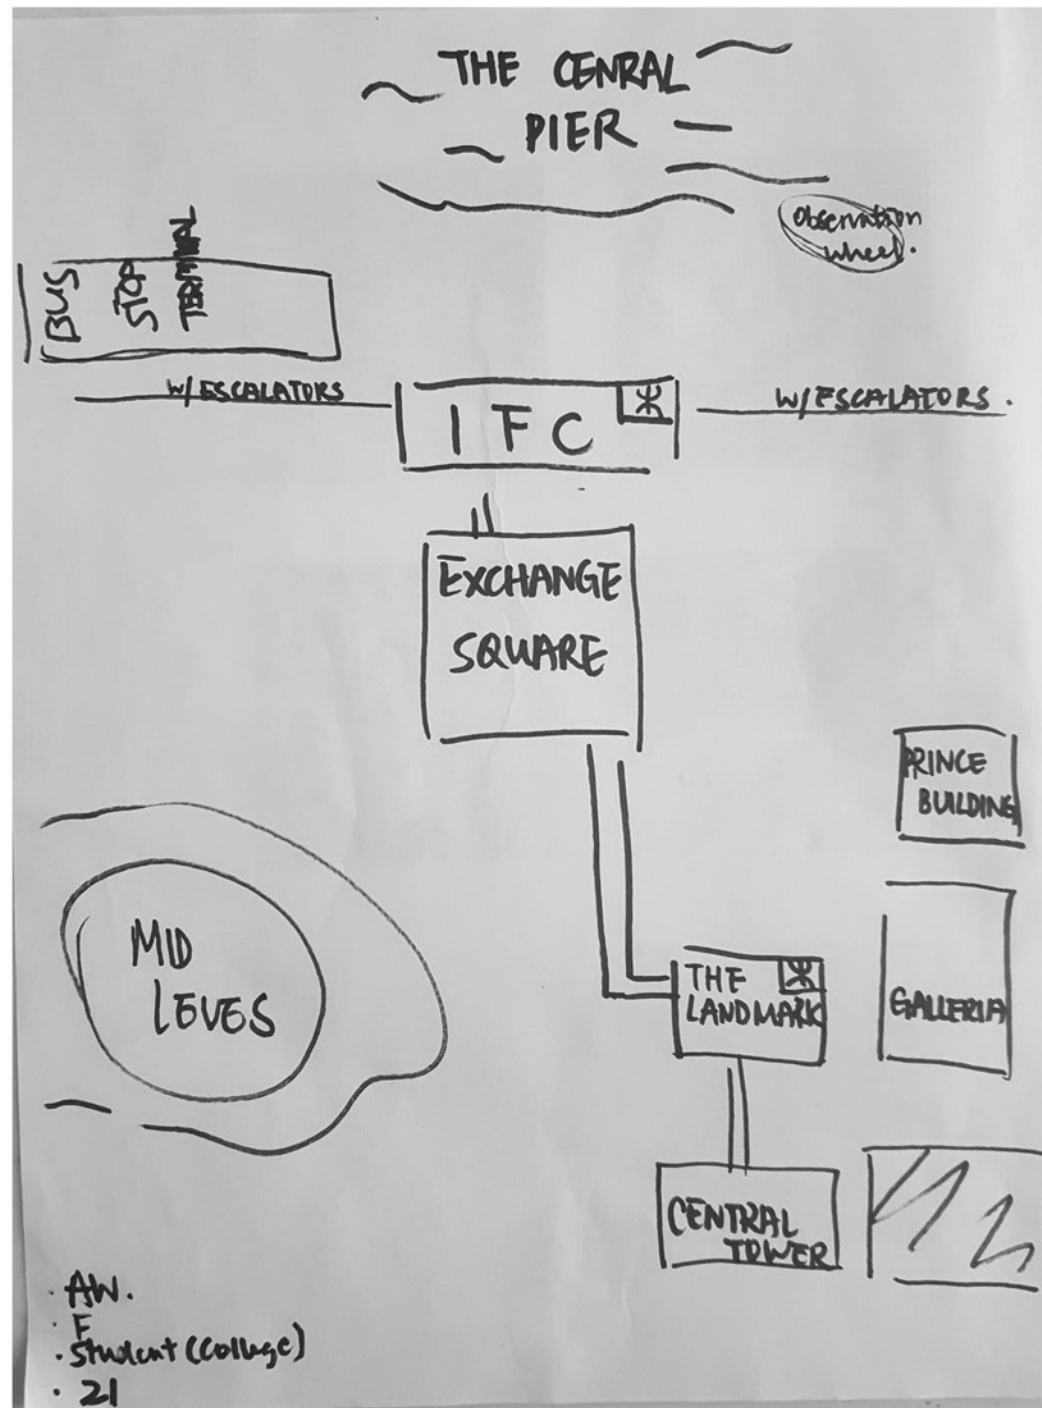 THE CENRAL
PIER
Observation
wheel.
BUS
STOP
TERMINAL
W/ESCALATORS
IFC
W/ESCALATORS.
EXCHANGE
SQUARE
PRINCE
BUILDING
MID
LEVES
THE
LANDMARK
GALLERIA
CENTRAL
TOWER
· AW.
· F
· Student (College)
· 21